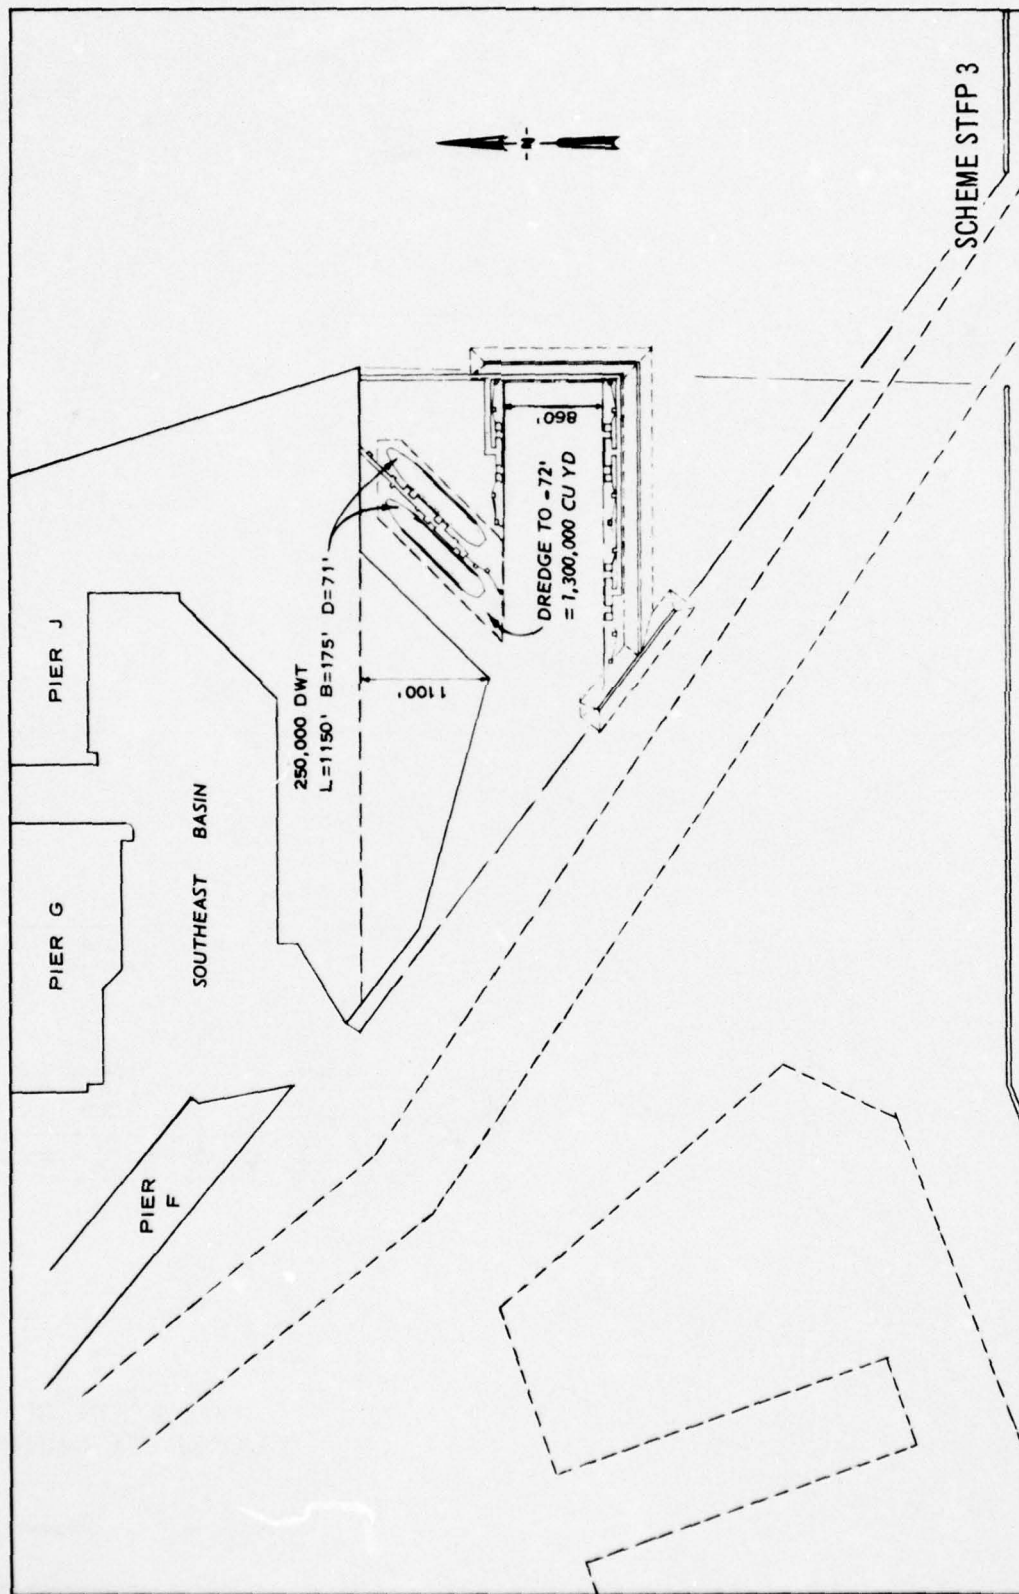 PIER
F
PIER G
PIER J
SOUTHEAST BASIN
250,000 DWT
L=1150' B=175' D=71'
1100'
DREDGE TO -72'
= 1,300,000 CU YD
860'
N
SCHEME STFP 3